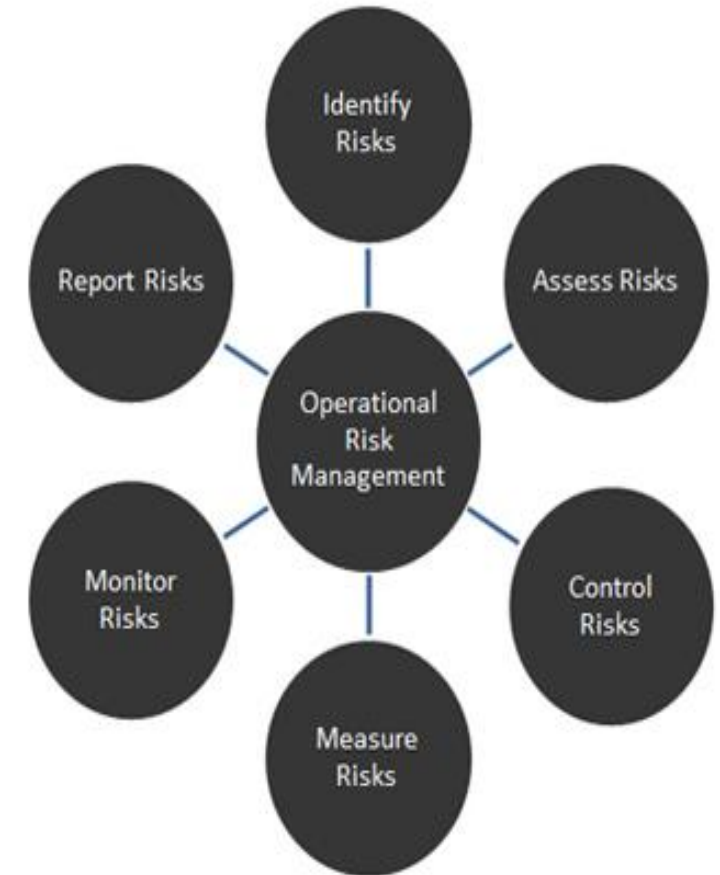 Identify
Risks
Report Risks
Assess Risks
Operational
Risk
Management
Monitor
Risks
Control
Risks
Measure
Risks